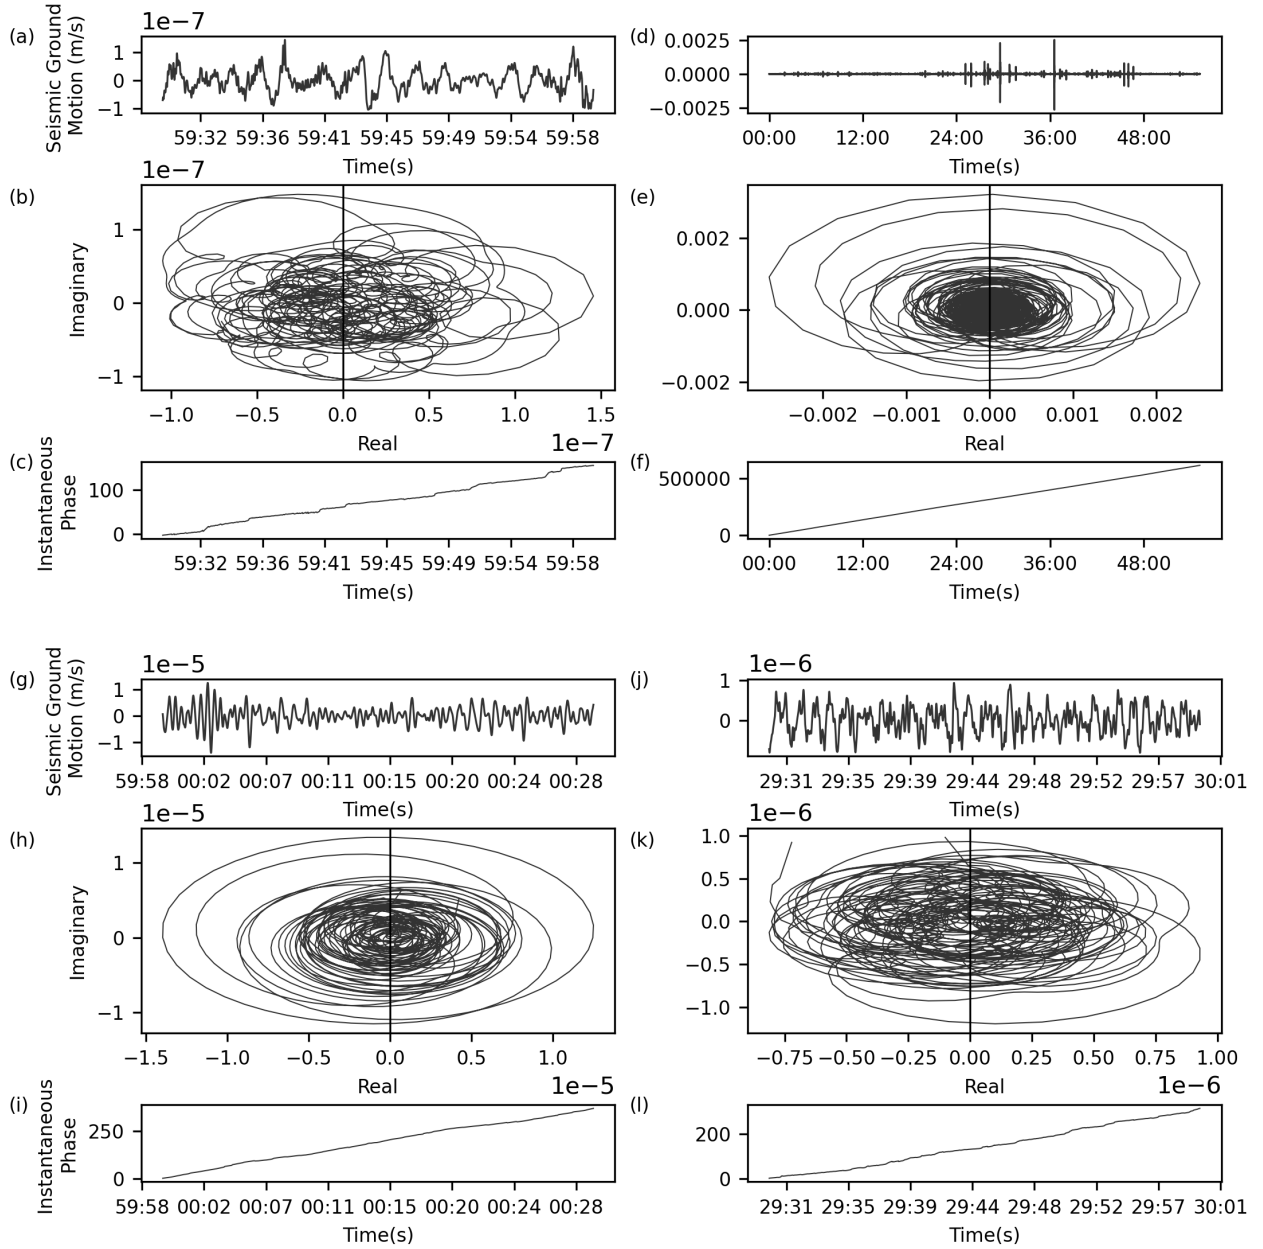 (a)
Seismic Ground
Motion (m/s)
1e−7
1
0
−1
59:32 59:36 59:41 59:45 59:49 59:54 59:58
Time(s)
(d)
0.0025
0.0000
−0.0025
00:00 12:00 24:00 36:00 48:00
Time(s)
(b)
Imaginary
1e−7
1
0
−1
−1.0 −0.5 0.0 0.5 1.0 1.5
Real
1e−7
(e)
0.002
0.000
−0.002
−0.002 −0.001 0.000 0.001 0.002
Real
(c)
Instantaneous
Phase
100
0
59:32 59:36 59:41 59:45 59:49 59:54 59:58
Time(s)
(f)
500000
0
00:00 12:00 24:00 36:00 48:00
Time(s)
(g)
Seismic Ground
Motion (m/s)
1e−5
1
0
−1
59:58 00:02 00:07 00:11 00:15 00:20 00:24 00:28
Time(s)
(j)
1e−6
1
0
29:31 29:35 29:39 29:44 29:48 29:52 29:57 30:01
Time(s)
(h)
Imaginary
1e−5
1
0
−1
−1.5 −1.0 −0.5 0.0 0.5 1.0
Real
1e−5
(k)
1e−6
1.0
0.5
0.0
−0.5
−1.0
−0.75 −0.50 −0.25 0.00 0.25 0.50 0.75 1.00
Real
1e−6
(i)
Instantaneous
Phase
250
0
59:58 00:02 00:07 00:11 00:15 00:20 00:24 00:28
Time(s)
(l)
200
0
29:31 29:35 29:39 29:44 29:48 29:52 29:57 30:01
Time(s)